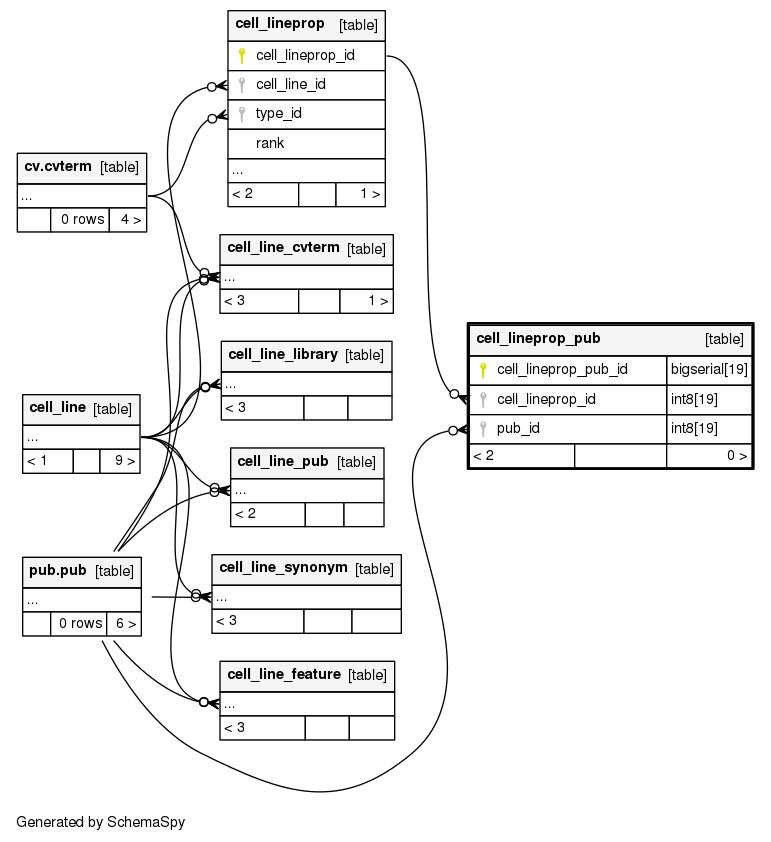 cell_lineprop [table]
cell_lineprop_id
cell_line_id
type_id
rank
...
< 2 1 >
cv.cvterm [table]
...
0 rows 4 >
cell_line_cvterm [table]
...
< 3 1 >
cell_line_library [table]
...
< 3
cell_line [table]
...
< 1 9 >
cell_line_pub [table]
...
< 2
pub.pub [table]
...
0 rows 6 >
cell_line_synonym [table]
...
< 3
cell_line_feature [table]
...
< 3
cell_lineprop_pub [table]
cell_lineprop_pub_id bigserial[19]
cell_lineprop_id int8[19]
pub_id int8[19]
< 2 0 >
Generated by SchemaSpy